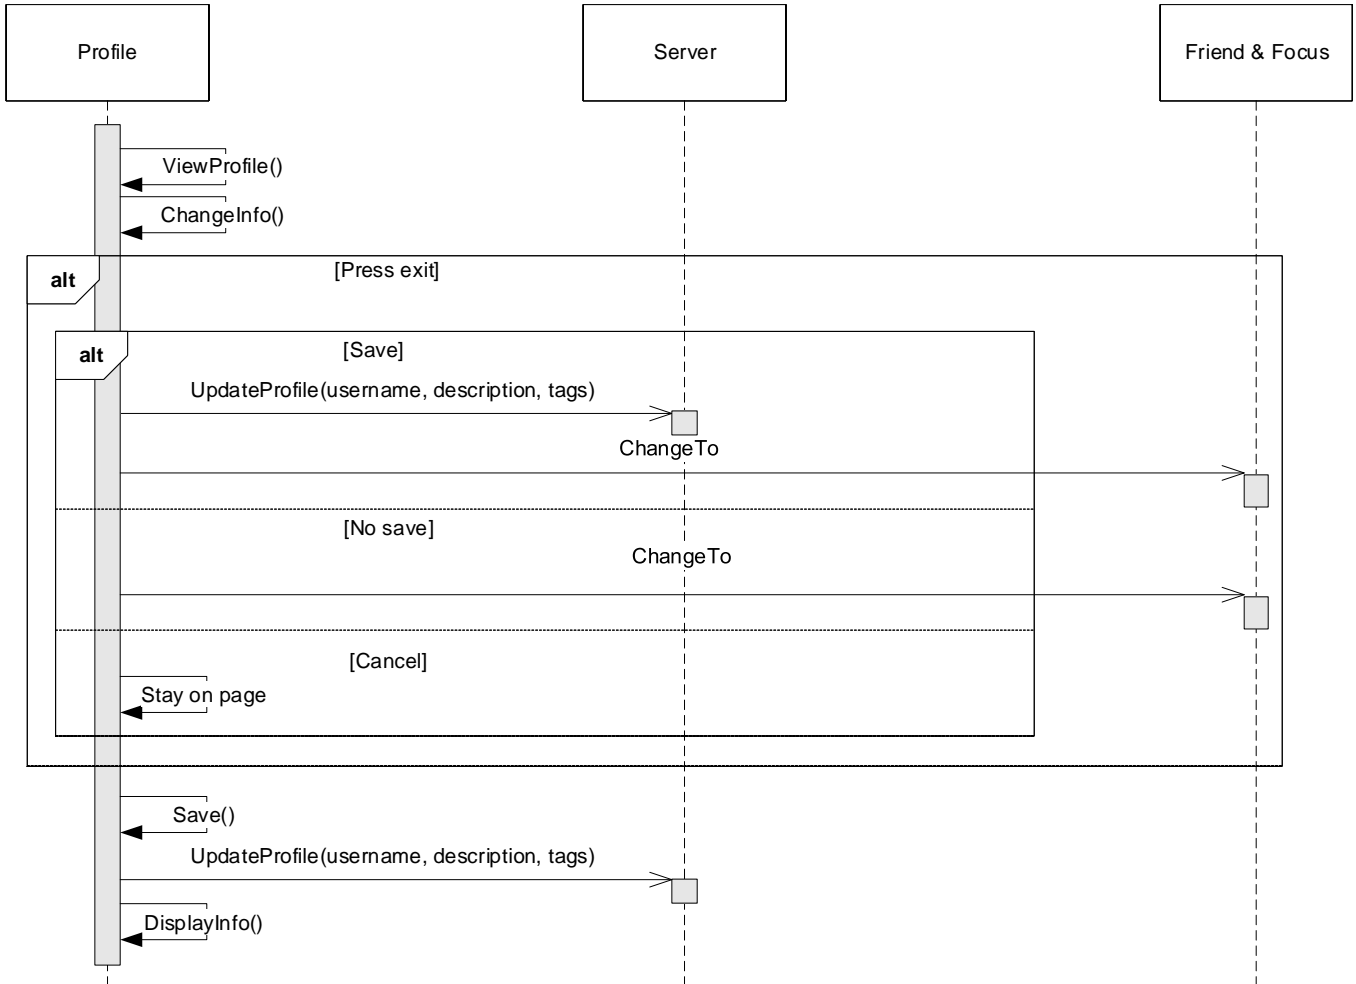 Profile
Server
Friend & Focus
ViewProfile()
ChangeInfo()
alt
[Press exit]
alt
[Save]
UpdateProfile(username, description, tags)
ChangeTo
[No save]
ChangeTo
[Cancel]
Stay on page
Save()
UpdateProfile(username, description, tags)
DisplayInfo()